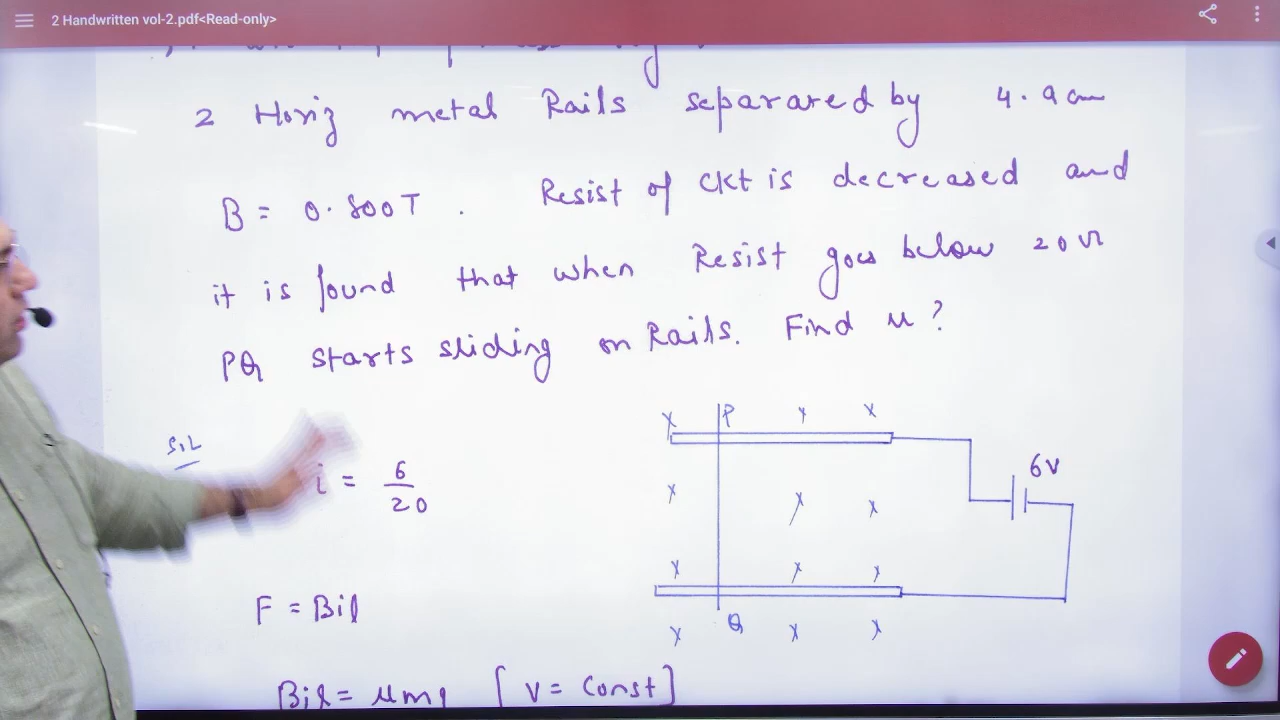 2 Handwritten vol-2.pdf<Read-only>
2 Horiz metal Rails separared by 4.9 cm
B = 0.800T . Resist of ckt is decreased and
it is found that when Resist goes below 20Ω
PQ starts sliding on Rails. Find μ?
Sol
i = 6/20
F = Bil
Bil = μmg [ v = Const ]
x P x x
6V
x x x
x x x
x Q x x